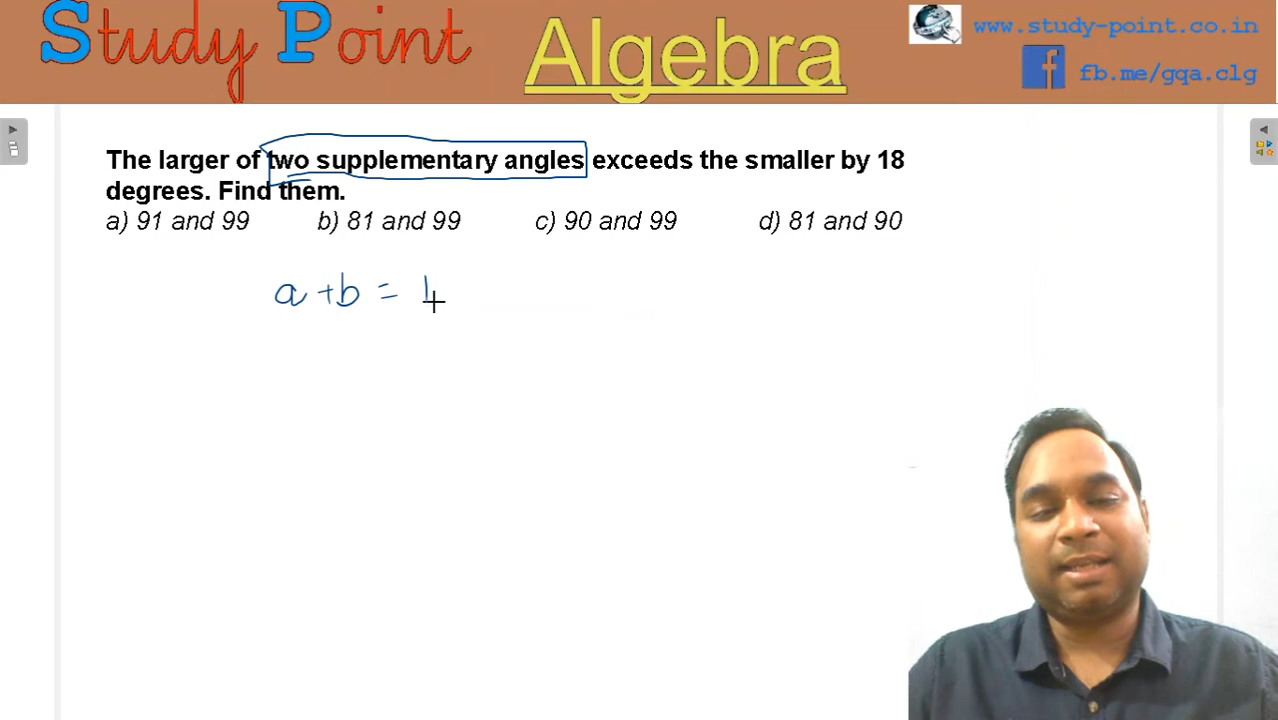 Study Point
Algebra
www.study-point.co.in
fb.me/gqa.clg
The larger of two supplementary angles exceeds the smaller by 18
degrees. Find them.
a) 91 and 99 b) 81 and 99 c) 90 and 99 d) 81 and 90
a + b = 1